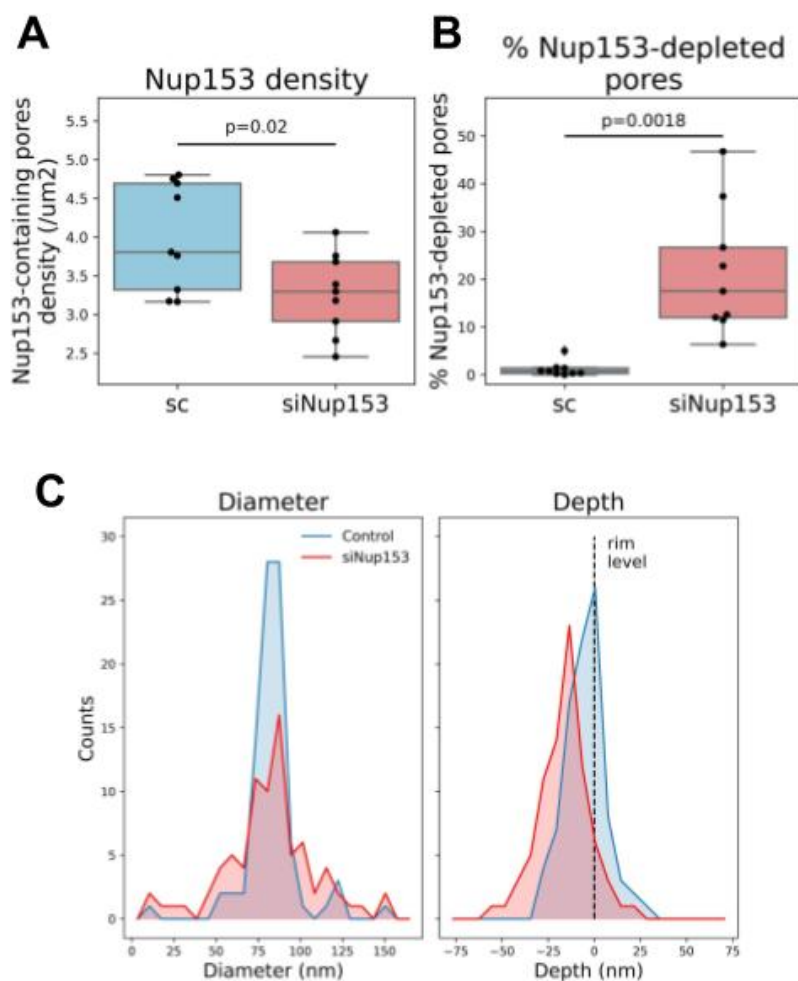 A
Nup153 density
Nup153-containing pores
density (/um2)
5.5
5.0
4.5
4.0
3.5
3.0
2.5
p=0.02
sc
siNup153
B
% Nup153-depleted
pores
% Nup153-depleted pores
50
40
30
20
10
0
p=0.0018
sc
siNup153
C
Diameter
Counts
30
25
20
15
10
5
0
Control
siNup153
0
25
50
75
100
125
150
Diameter (nm)
Depth
rim
level
−75
−50
−25
0
25
50
75
Depth (nm)